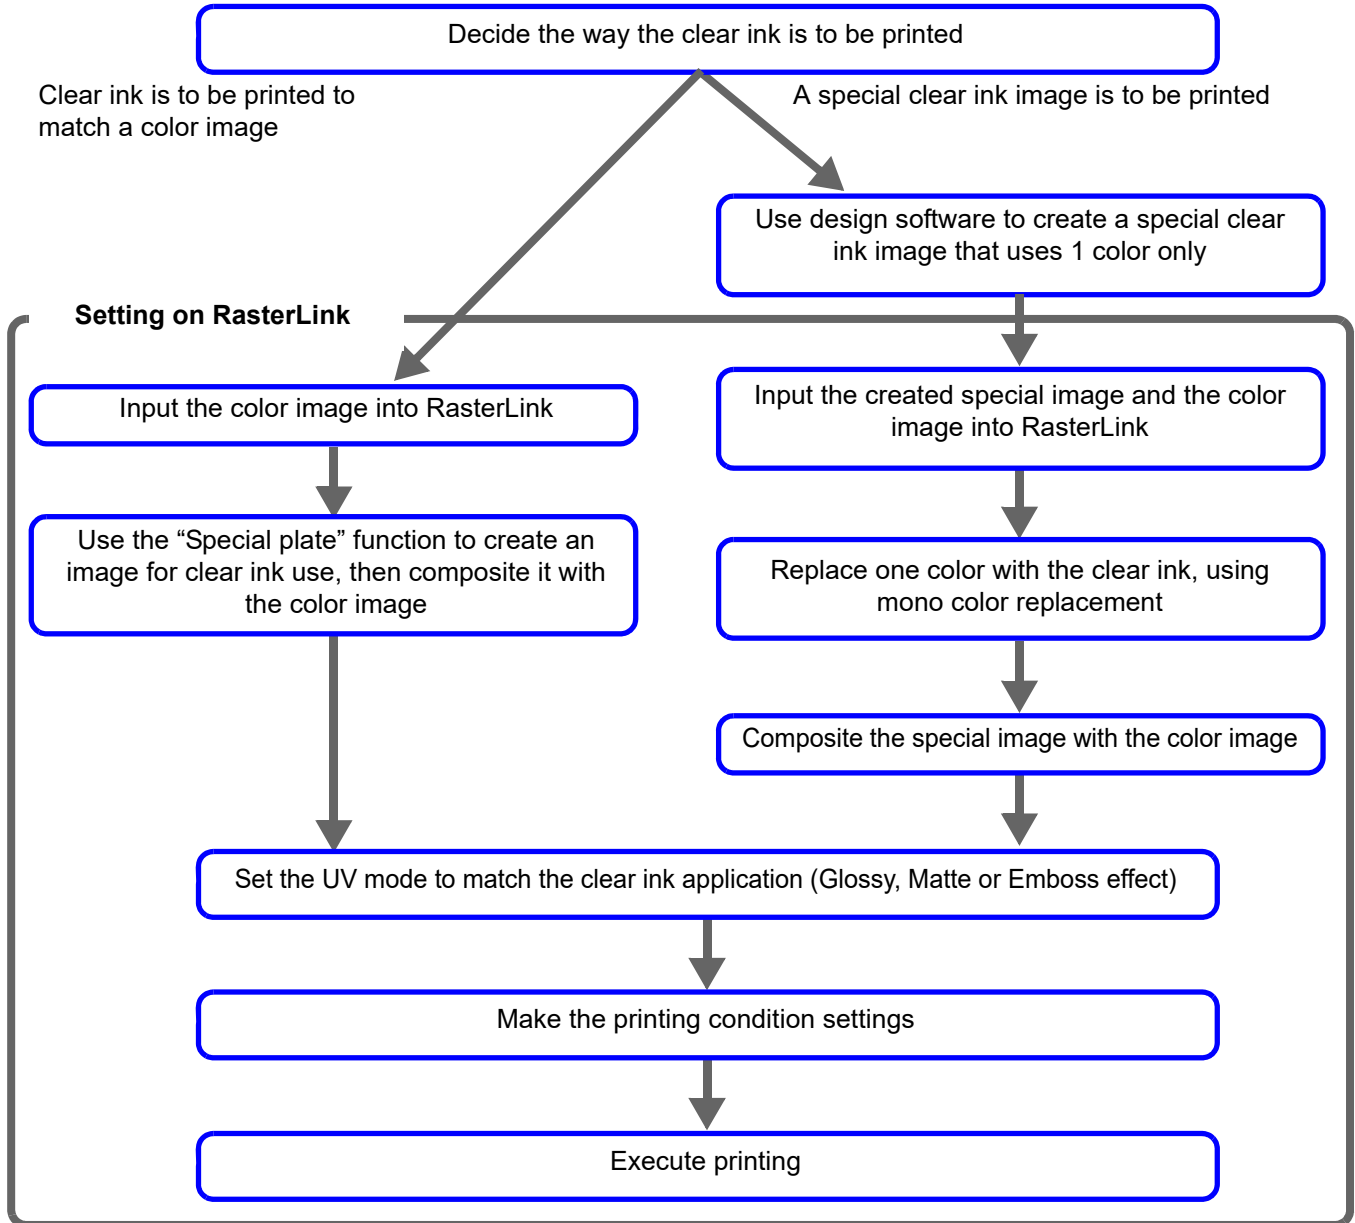 Decide the way the clear ink is to be printed
Clear ink is to be printed to
match a color image
A special clear ink image is to be printed
Use design software to create a special clear
ink image that uses 1 color only
Setting on RasterLink
Input the color image into RasterLink
Input the created special image and the color
image into RasterLink
Use the “Special plate” function to create an
image for clear ink use, then composite it with
the color image
Replace one color with the clear ink, using
mono color replacement
Composite the special image with the color image
Set the UV mode to match the clear ink application (Glossy, Matte or Emboss effect)
Make the printing condition settings
Execute printing